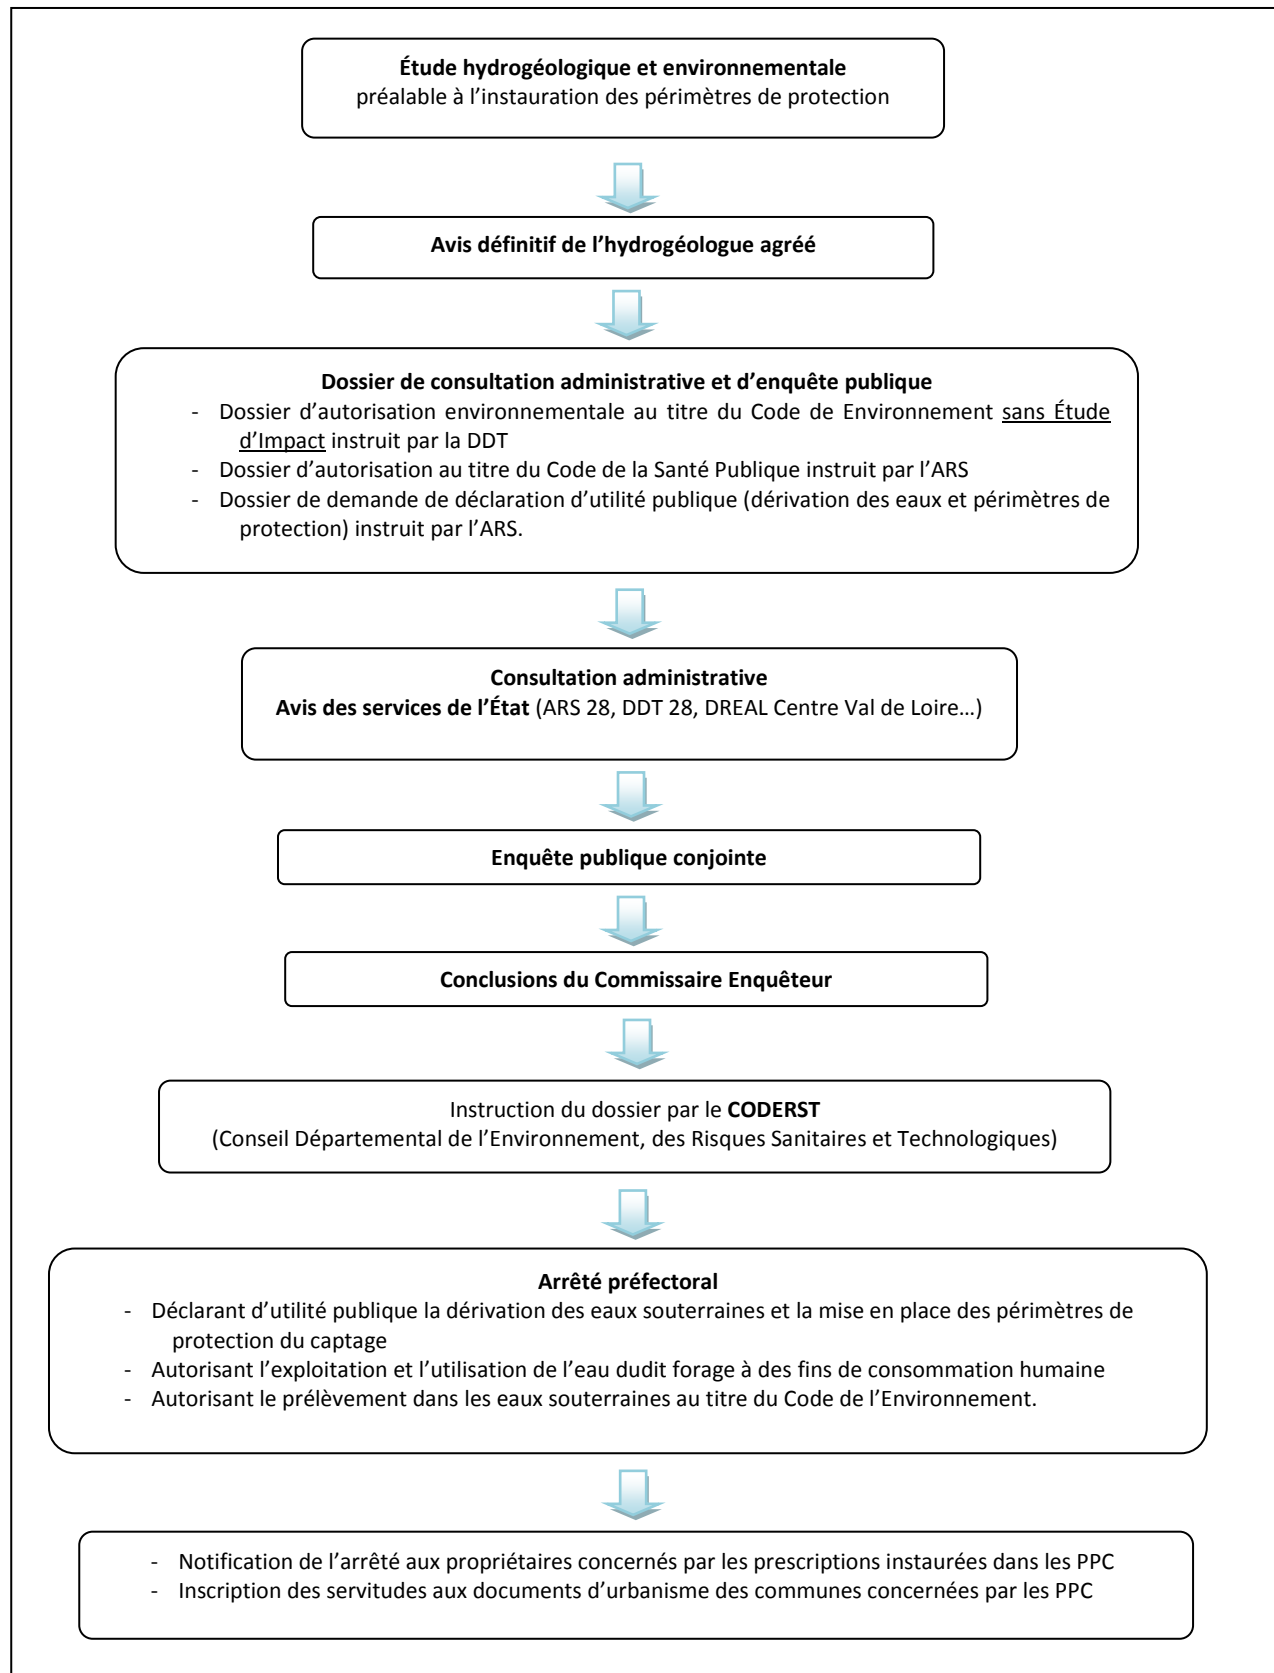 Étude hydrogéologique et environnementale
préalable à l’instauration des périmètres de protection
Avis définitif de l’hydrogéologue agréé
Dossier de consultation administrative et d’enquête publique
- Dossier d’autorisation environnementale au titre du Code de Environnement sans Étude
d’Impact instruit par la DDT
- Dossier d’autorisation au titre du Code de la Santé Publique instruit par l’ARS
- Dossier de demande de déclaration d’utilité publique (dérivation des eaux et périmètres de
protection) instruit par l’ARS.
Consultation administrative
Avis des services de l’État (ARS 28, DDT 28, DREAL Centre Val de Loire…)
Enquête publique conjointe
Conclusions du Commissaire Enquêteur
Instruction du dossier par le CODERST
(Conseil Départemental de l’Environnement, des Risques Sanitaires et Technologiques)
Arrêté préfectoral
- Déclarant d’utilité publique la dérivation des eaux souterraines et la mise en place des périmètres de
protection du captage
- Autorisant l’exploitation et l’utilisation de l’eau dudit forage à des fins de consommation humaine
- Autorisant le prélèvement dans les eaux souterraines au titre du Code de l’Environnement.
- Notification de l’arrêté aux propriétaires concernés par les prescriptions instaurées dans les PPC
- Inscription des servitudes aux documents d’urbanisme des communes concernées par les PPC